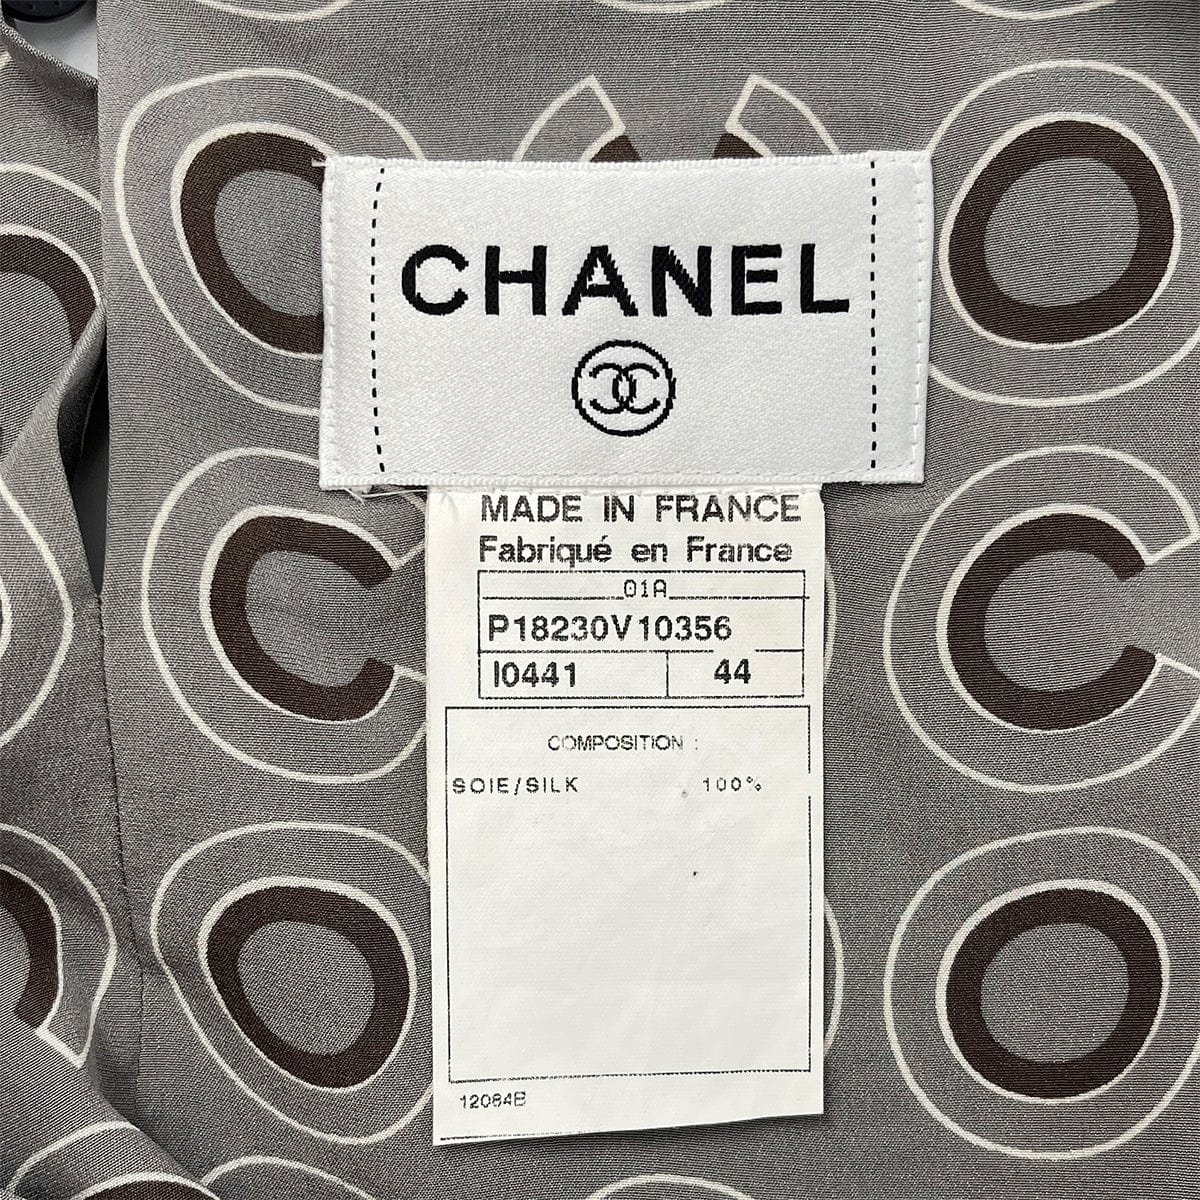 CHANEL
MADE IN FRANCE
Fabriqué en France
01A
P18230V10356
I0441 44
COMPOSITION :
SOIE/SILK 100%
12084B